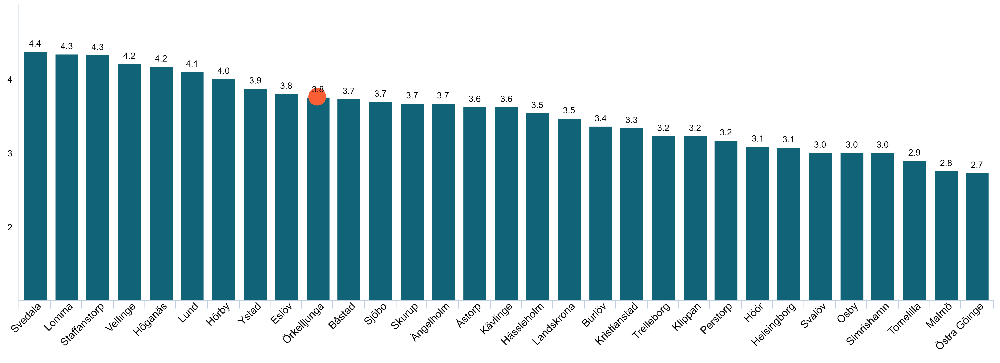 4.4
4.3
4.3
4.2
4.2
4.1
4.0
3.9
3.8
3.8
3.7
3.7
3.7
3.7
3.6
3.6
3.5
3.5
3.4
3.3
3.2
3.2
3.2
3.1
3.1
3.0
3.0
3.0
2.9
2.8
2.7
4
3
2
Svedala
Lomma
Staffanstorp
Vellinge
Höganäs
Lund
Hörby
Ystad
Eslöv
Örkelljunga
Båstad
Sjöbo
Skurup
Ängelholm
Åstorp
Kävlinge
Hässleholm
Landskrona
Burlöv
Kristianstad
Trelleborg
Klippan
Perstorp
Höör
Helsingborg
Svalöv
Osby
Simrishamn
Tomelilla
Malmö
Östra Göinge